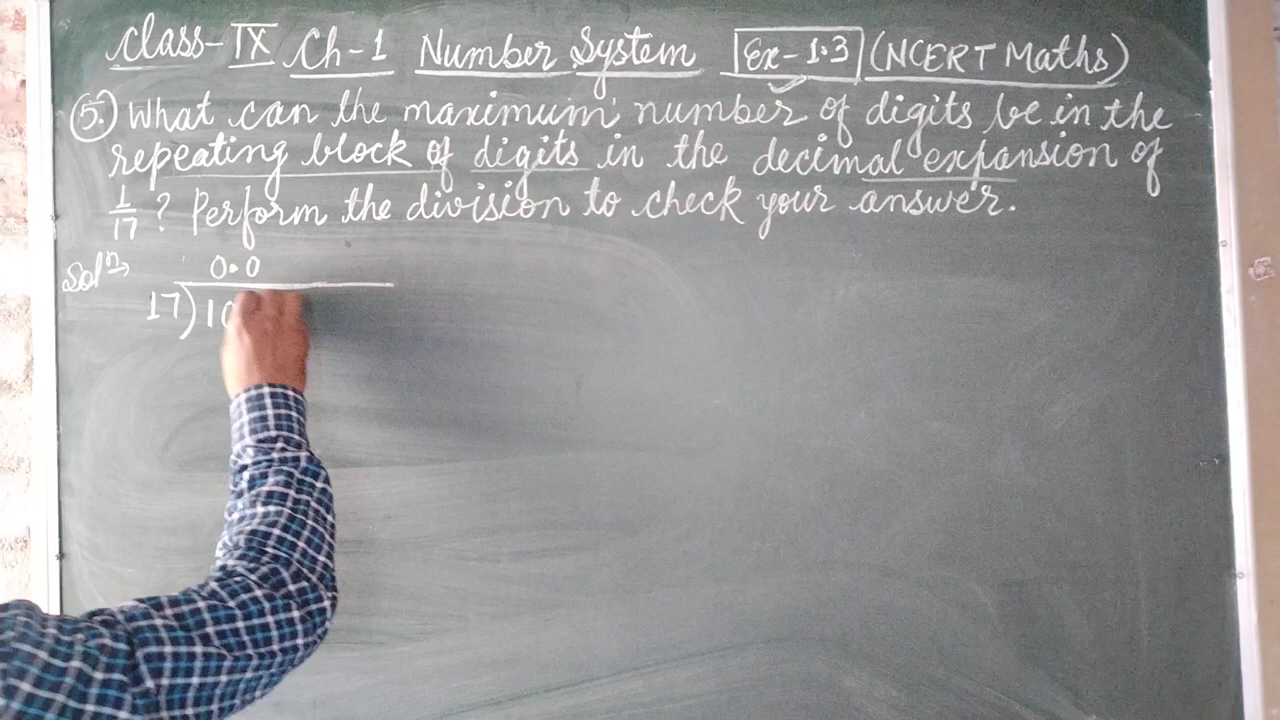 Class-IX Ch-1 Number System Ex-1.3 (NCERT Maths)
5. What can the maximum number of digits be in the
repeating block of digits in the decimal expansion of
1/17? Perform the division to check your answer.
Solⁿ
0.0
17)10